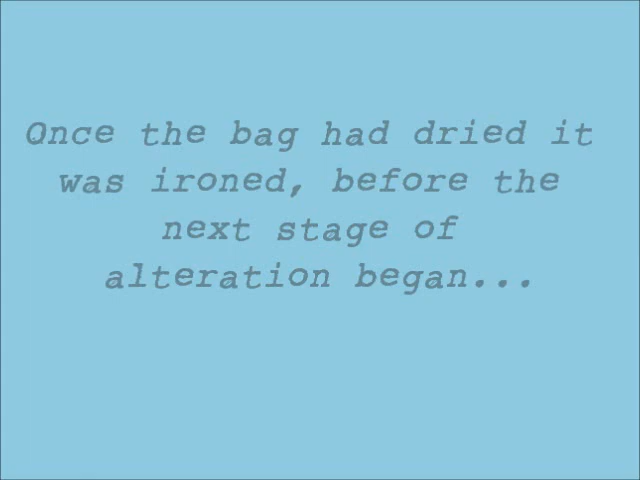 Once the bag had dried it
was ironed, before the
next stage of
alteration began...